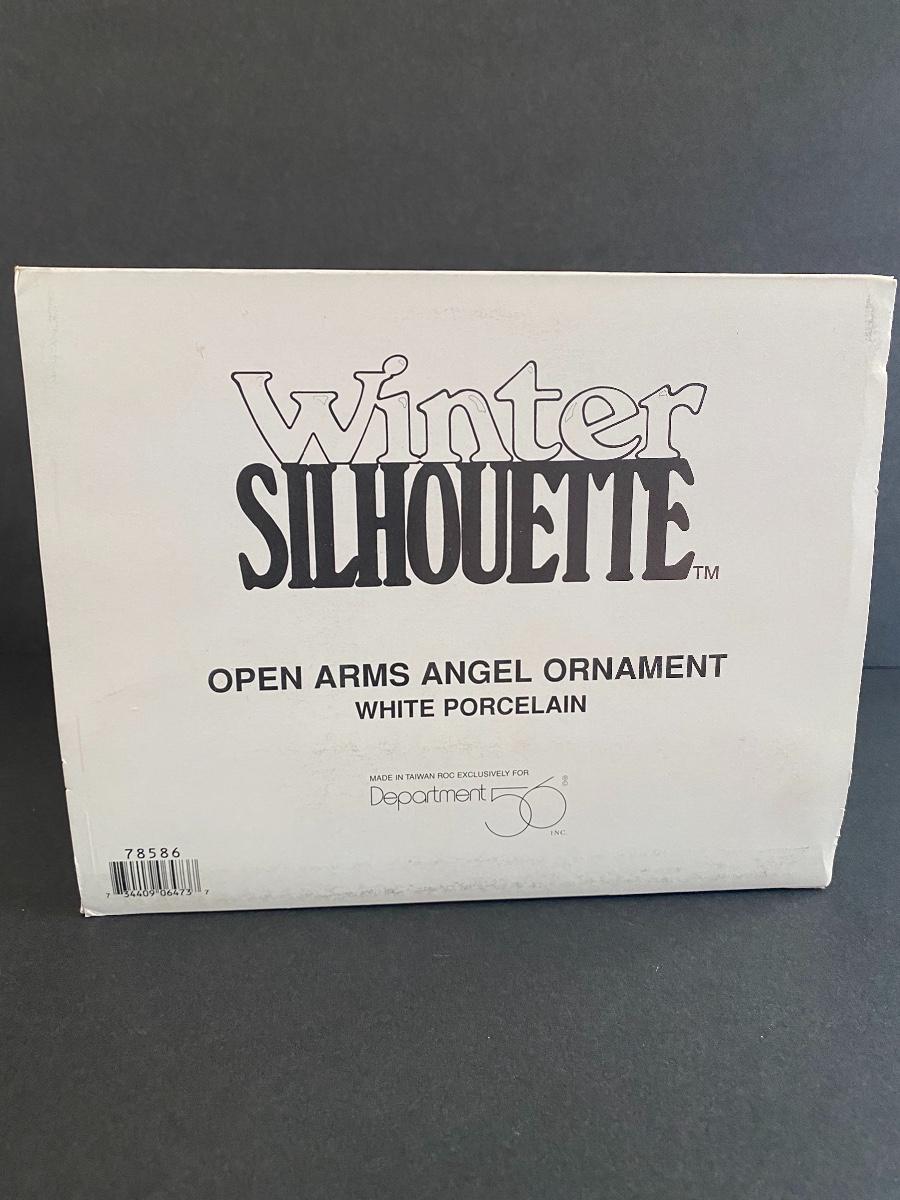 Winter
SILHOUETTE™
OPEN ARMS ANGEL ORNAMENT
WHITE PORCELAIN
MADE IN TAIWAN ROC EXCLUSIVELY FOR
Department 56®
INC.
78586
7 34409 06473 7